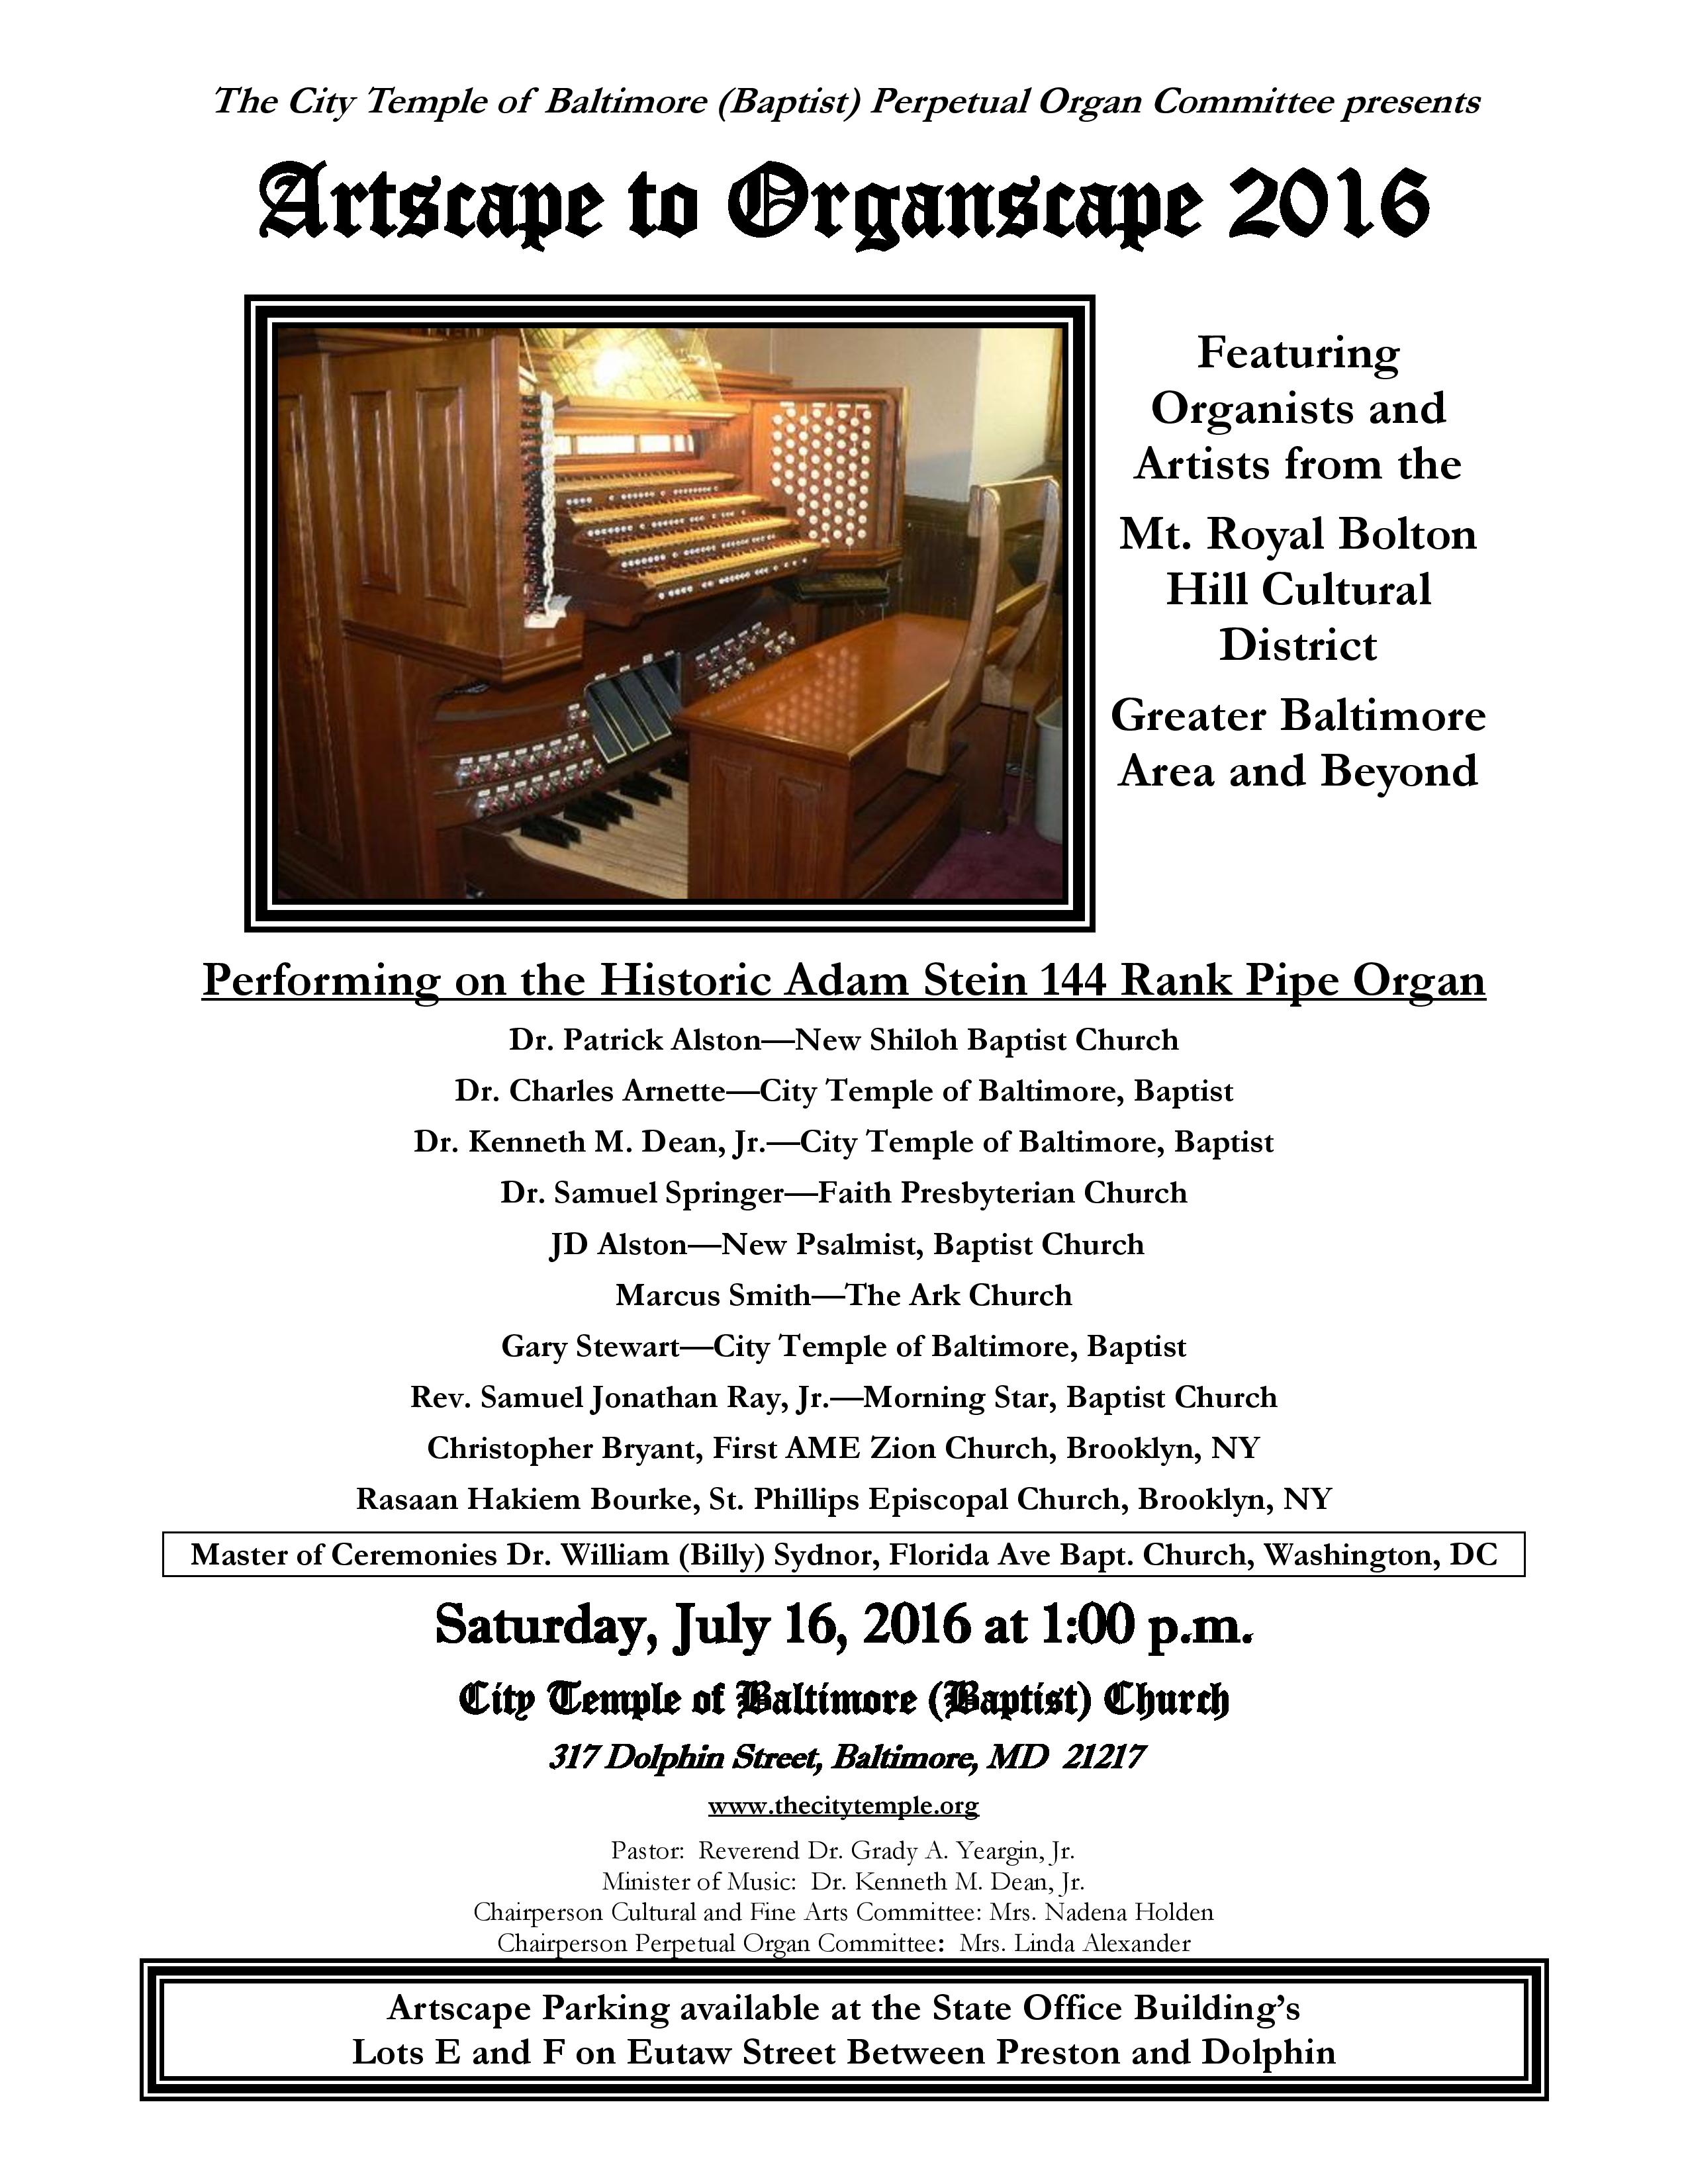 The City Temple of Baltimore (Baptist) Perpetual Organ Committee presents
Artscape to Organscape 2016
Featuring
Organists and
Artists from the
Mt. Royal Bolton
Hill Cultural
District
Greater Baltimore
Area and Beyond
Performing on the Historic Adam Stein 144 Rank Pipe Organ
Dr. Patrick Alston—New Shiloh Baptist Church
Dr. Charles Arnette—City Temple of Baltimore, Baptist
Dr. Kenneth M. Dean, Jr.—City Temple of Baltimore, Baptist
Dr. Samuel Springer—Faith Presbyterian Church
JD Alston—New Psalmist, Baptist Church
Marcus Smith—The Ark Church
Gary Stewart—City Temple of Baltimore, Baptist
Rev. Samuel Jonathan Ray, Jr.—Morning Star, Baptist Church
Christopher Bryant, First AME Zion Church, Brooklyn, NY
Rasaan Hakiem Bourke, St. Phillips Episcopal Church, Brooklyn, NY
Master of Ceremonies Dr. William (Billy) Sydnor, Florida Ave Bapt. Church, Washington, DC
Saturday, July 16, 2016 at 1:00 p.m.
City Temple of Baltimore (Baptist) Church
317 Dolphin Street, Baltimore, MD  21217
www.thecitytemple.org
Pastor:  Reverend Dr. Grady A. Yeargin, Jr.
Minister of Music:  Dr. Kenneth M. Dean, Jr.
Chairperson Cultural and Fine Arts Committee: Mrs. Nadena Holden
Chairperson Perpetual Organ Committee:  Mrs. Linda Alexander
Artscape Parking available at the State Office Building’s
Lots E and F on Eutaw Street Between Preston and Dolphin